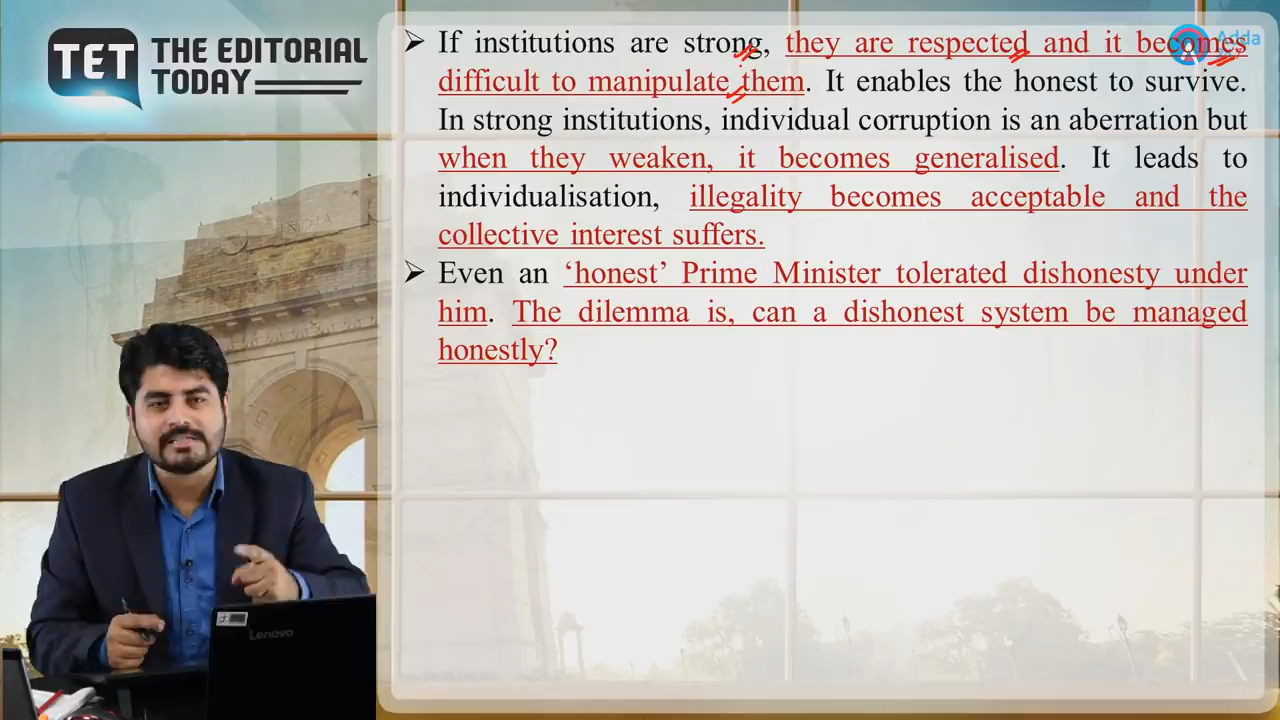 TET THE EDITORIAL TODAY
➢ If institutions are strong, they are respected and it becomes
difficult to manipulate them. It enables the honest to survive.
In strong institutions, individual corruption is an aberration but
when they weaken, it becomes generalised. It leads to
individualisation, illegality becomes acceptable and the
collective interest suffers.
➢ Even an ‘honest’ Prime Minister tolerated dishonesty under
him. The dilemma is, can a dishonest system be managed
honestly?
Adda
INDIA
Lenovo